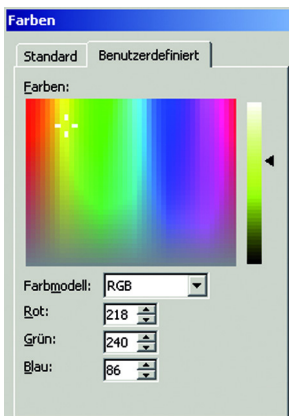 Farben
Standard Benutzerdefiniert
Farben:
Farbmodell: RGB
Rot: 218
Grün: 240
Blau: 86